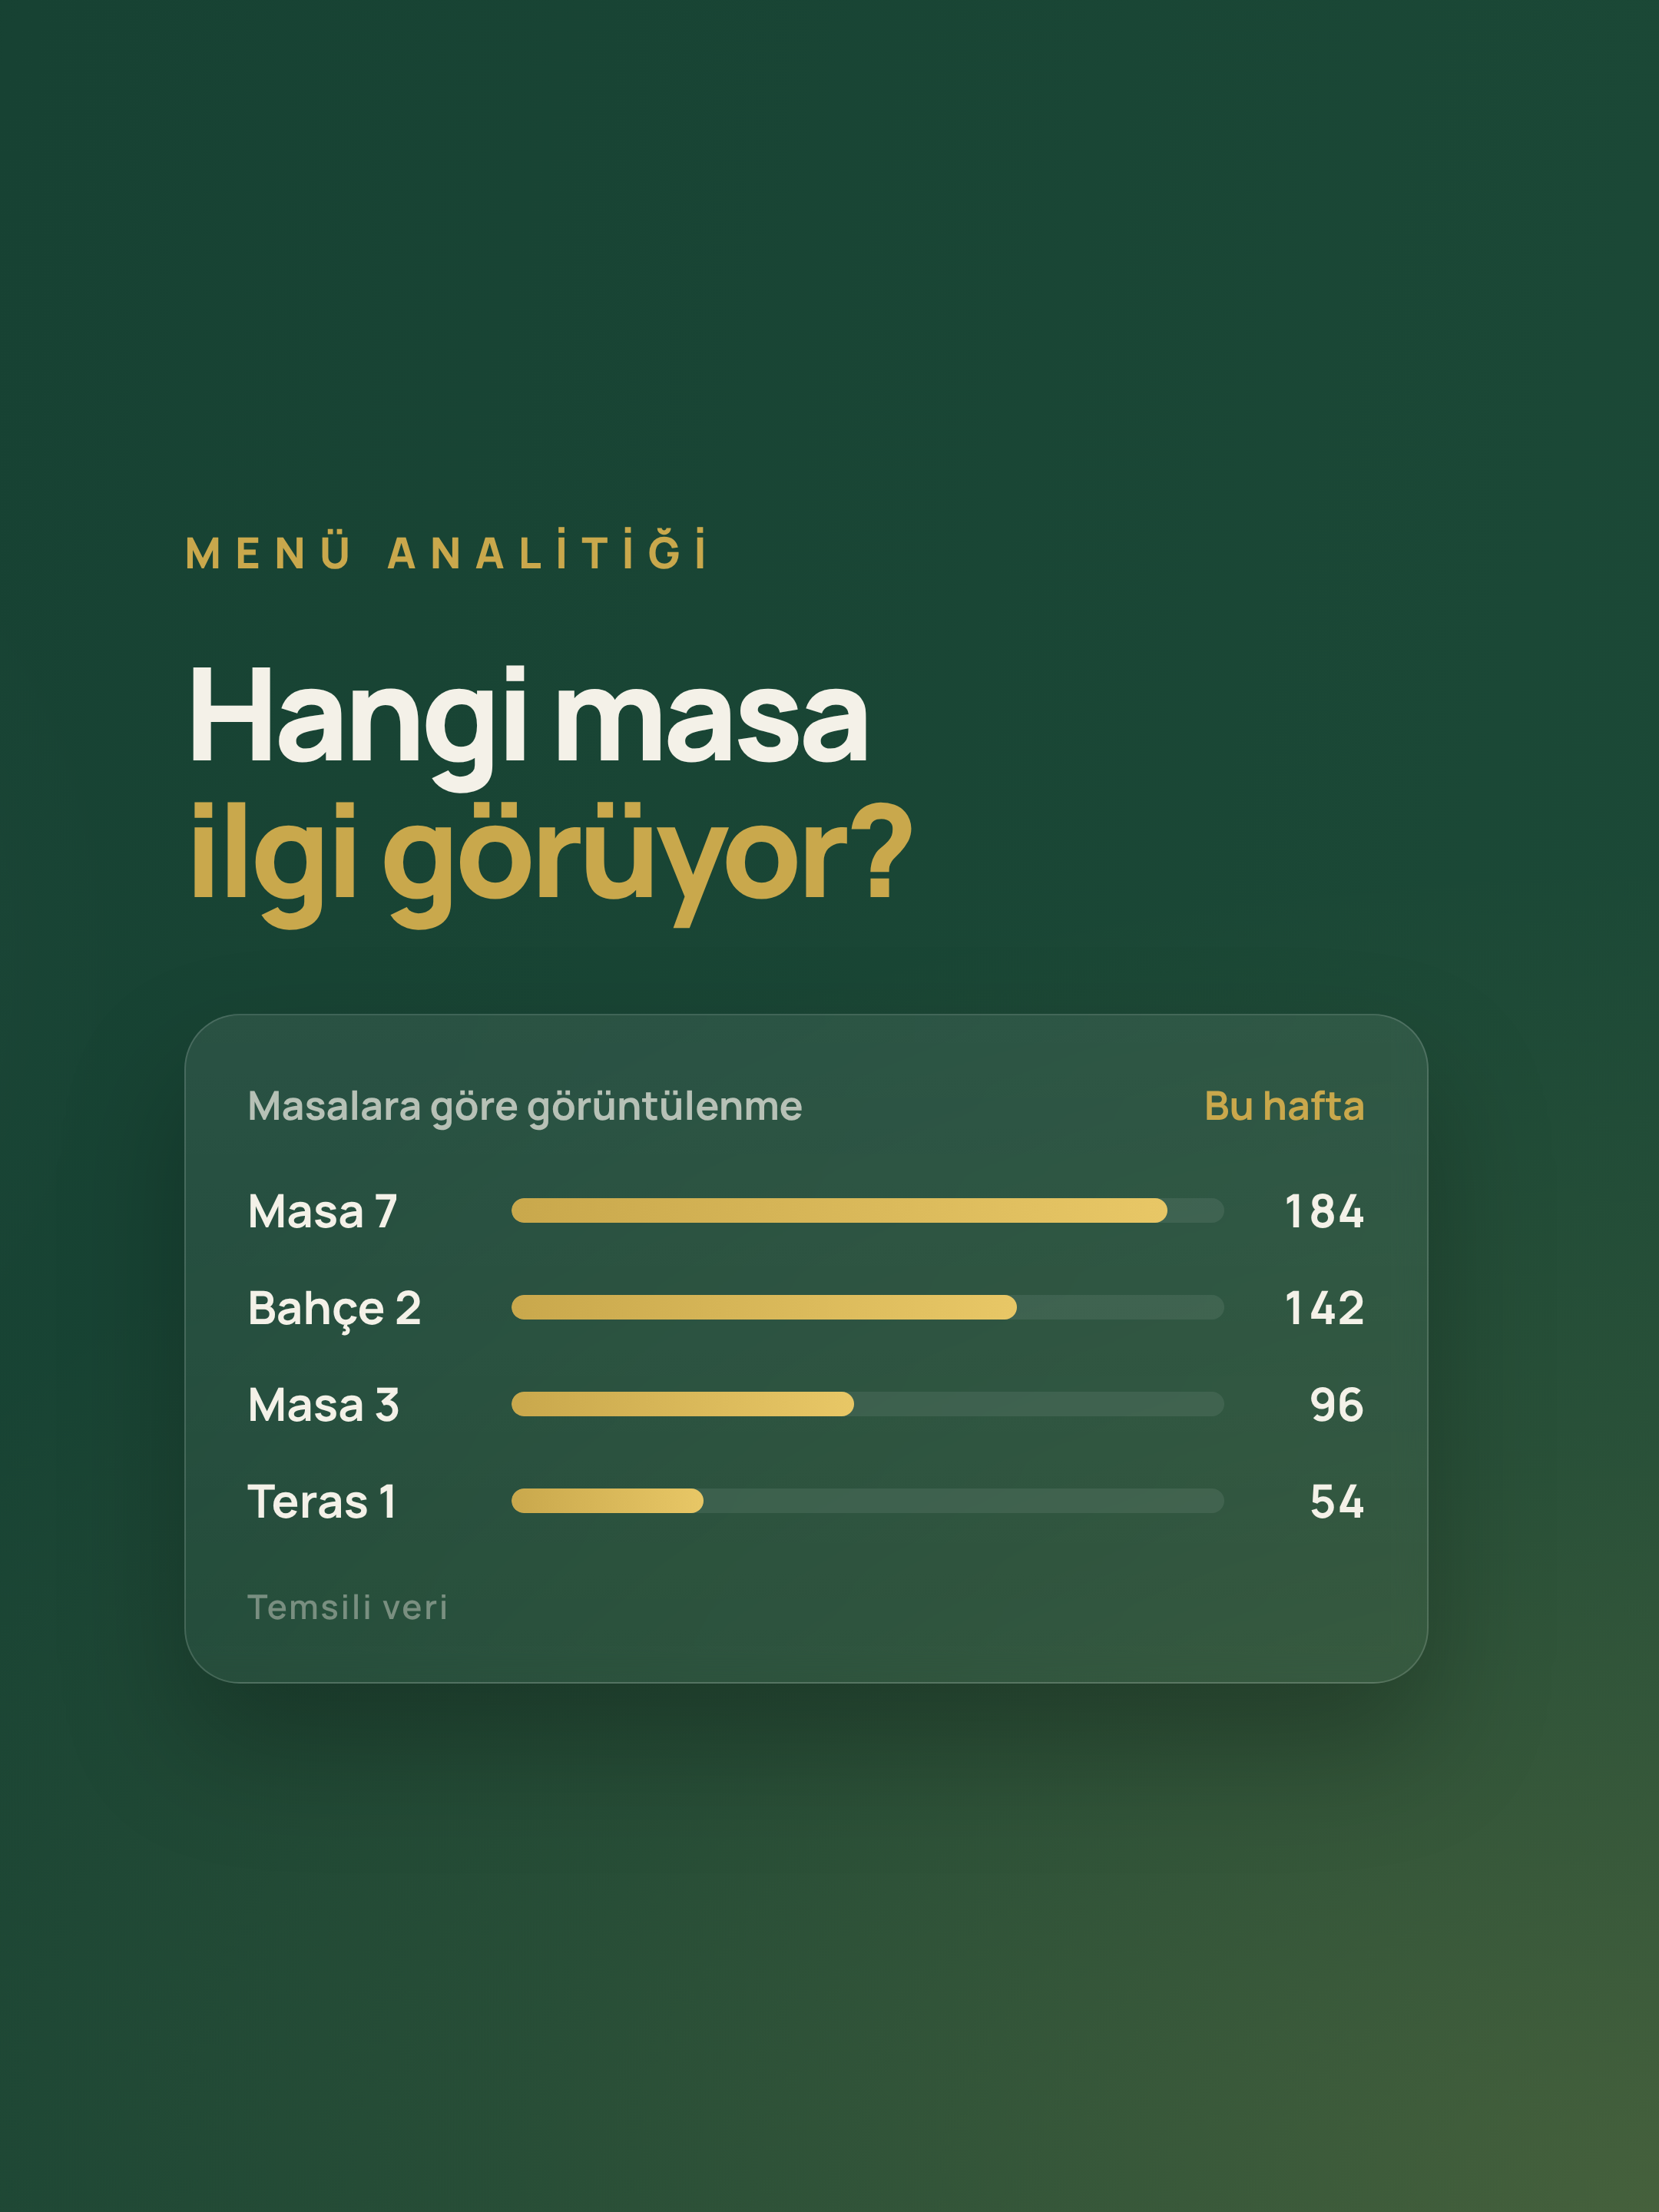 MENÜ ANALİTİĞİ
Hangi masa
ilgi görüyor?
Masalara göre görüntülenme Bu hafta
Masa 7 184
Bahçe 2 142
Masa 3 96
Teras 1 54
Temsili veri